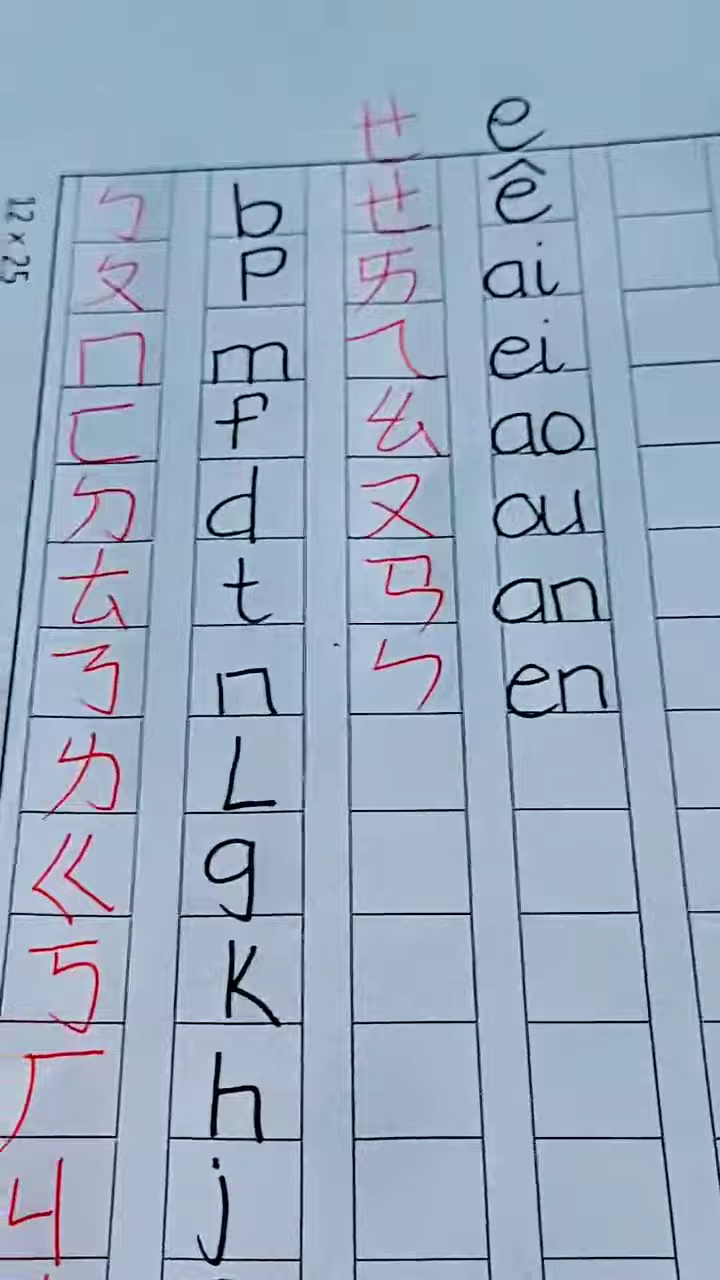 ㄝ e
ㄅ b ㄝ ê
ㄆ p ㄞ ai
ㄇ m ㄟ ei
ㄈ f ㄠ ao
ㄉ d ㄡ ou
ㄊ t ㄢ an
ㄋ n ㄣ en
ㄌ L
ㄍ g
ㄎ K
ㄏ h
ㄐ j
12×25